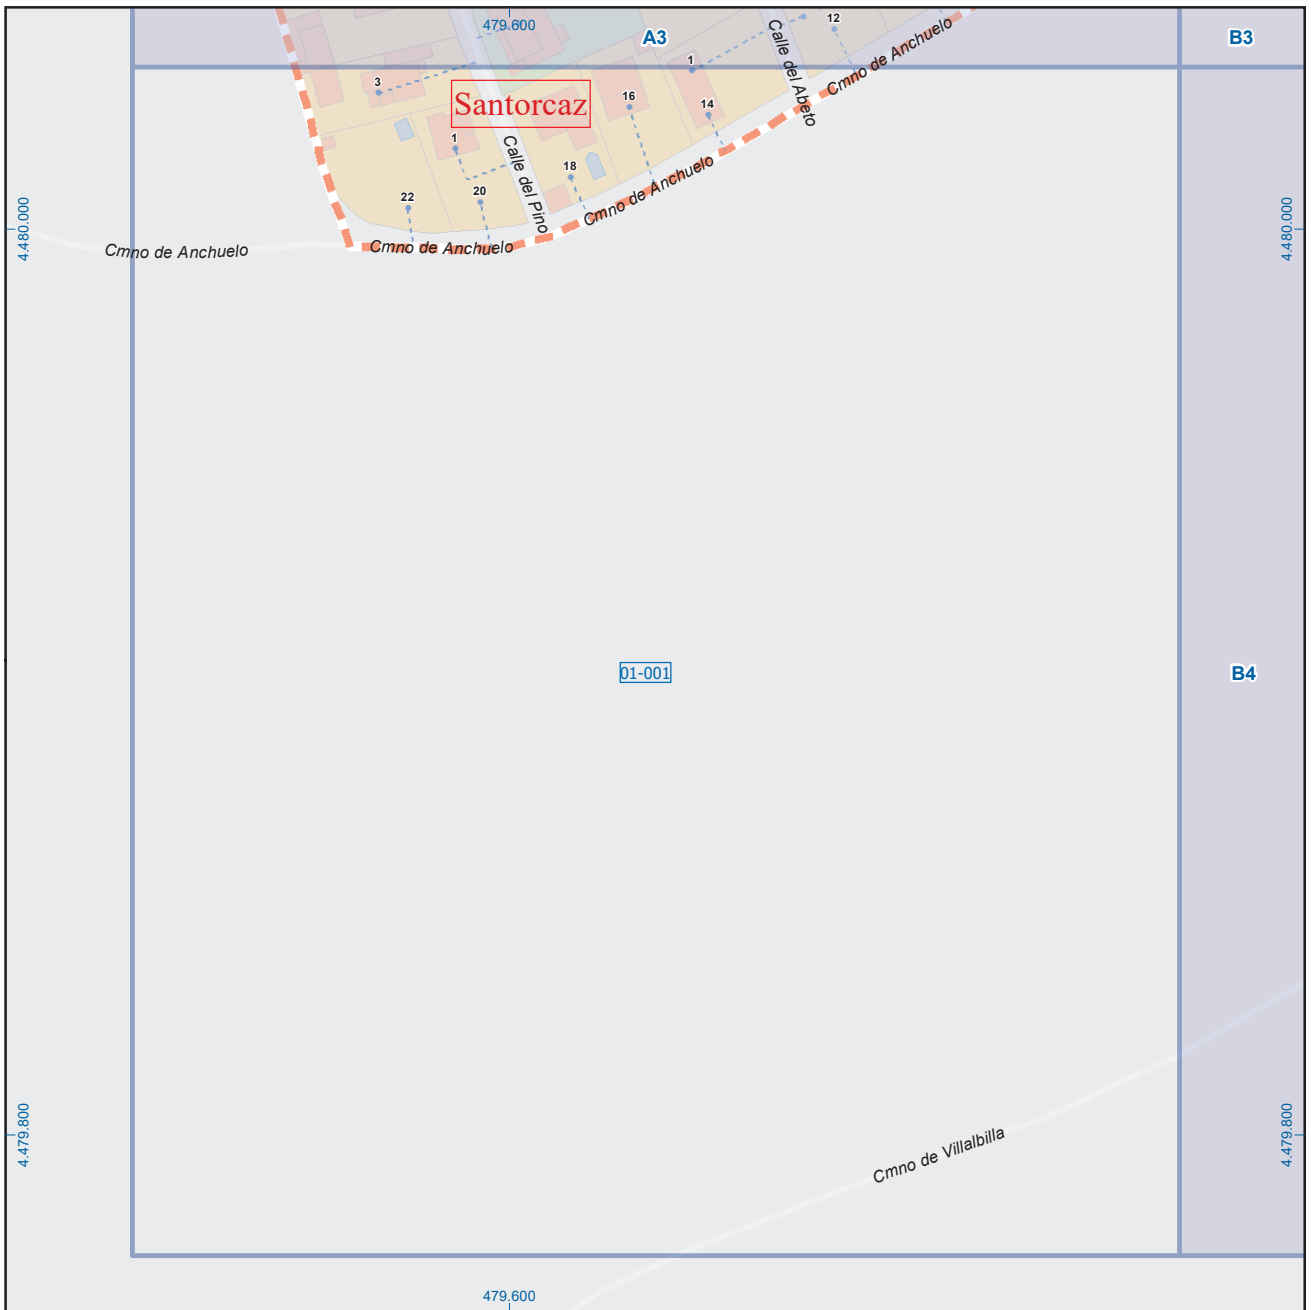 479.600
12
A3
B3
Calle del Abeto
Cmno de Anchuelo
1
3
Santorcaz
16
14
1
Calle del Pino
18
Cmno de Anchuelo
20
22
4.480.000
4.480.000
Cmno de Anchuelo
Cmno de Anchuelo
01-001
B4
4.479.800
4.479.800
Cmno de Villalbilla
479.600